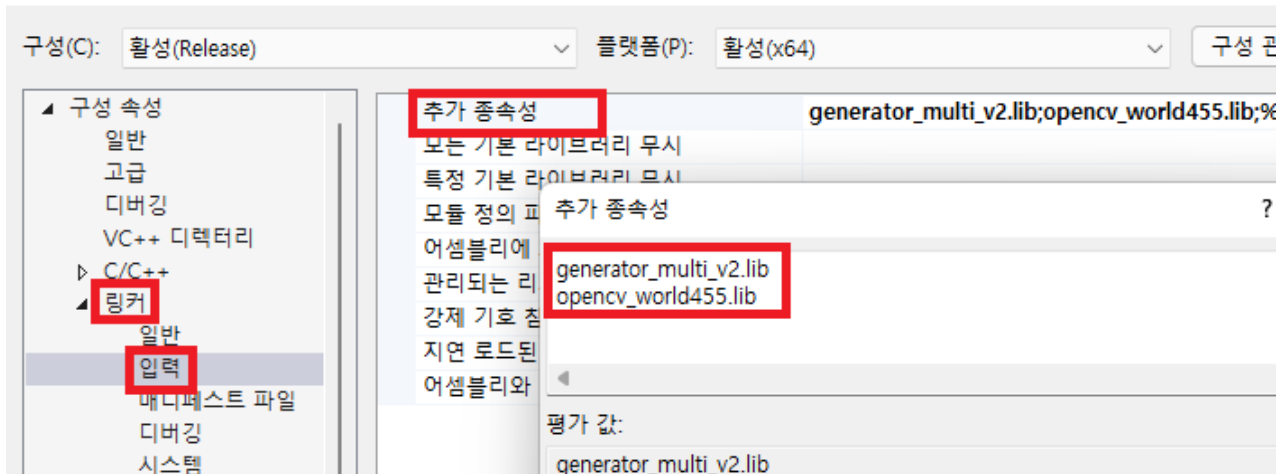 구성(C): 활성(Release) 플랫폼(P): 활성(x64) 구성 관
구성 속성
일반
고급
디버깅
VC++ 디렉터리
C/C++
링커
일반
입력
매니페스트 파일
디버깅
시스템
추가 종속성 generator_multi_v2.lib;opencv_world455.lib;%
모든 기본 라이브러리 무시
특정 기본 라이브러리 무시
모듈 정의 파
어셈블리에
관리되는 리
강제 기호 참
지연 로드된
어셈블리와
추가 종속성 ?
generator_multi_v2.lib
opencv_world455.lib
평가 값:
generator_multi_v2.lib